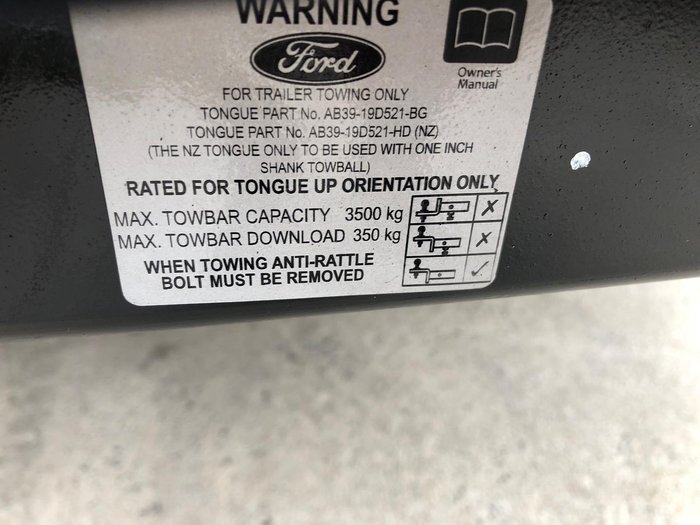 WARNING
Ford
Owner's
Manual
FOR TRAILER TOWING ONLY
TONGUE PART No. AB39-19D521-BG
TONGUE PART No. AB39-19D521-HD (NZ)
(THE NZ TONGUE ONLY TO BE USED WITH ONE INCH
SHANK TOWBALL)
RATED FOR TONGUE UP ORIENTATION ONLY
MAX. TOWBAR CAPACITY 3500 kg
MAX. TOWBAR DOWNLOAD 350 kg
WHEN TOWING ANTI-RATTLE
BOLT MUST BE REMOVED